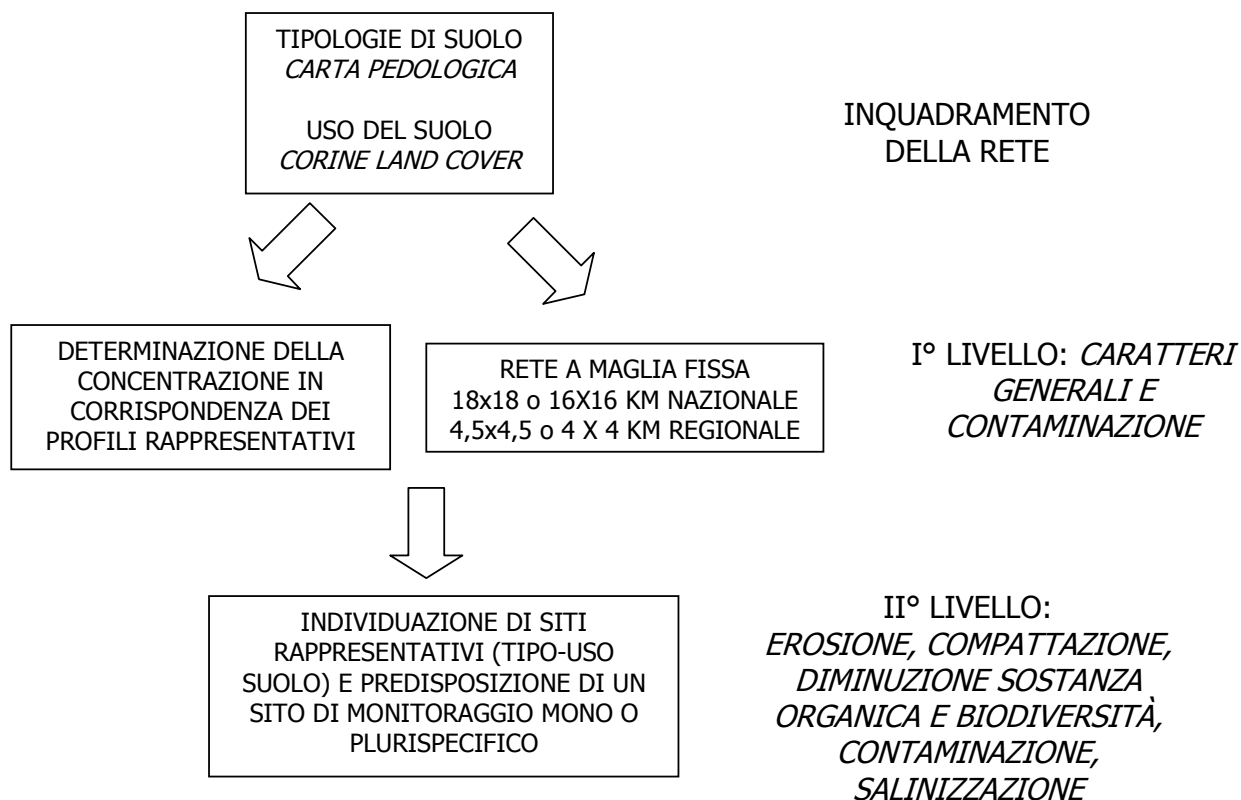 TIPOLOGIE DI SUOLO
CARTA PEDOLOGICA
USO DEL SUOLO
CORINE LAND COVER
INQUADRAMENTO
DELLA RETE
DETERMINAZIONE DELLA
CONCENTRAZIONE IN
CORRISPONDENZA DEI
PROFILI RAPPRESENTATIVI
RETE A MAGLIA FISSA
18x18 o 16X16 KM NAZIONALE
4,5x4,5 o 4 X 4 KM REGIONALE
I° LIVELLO: CARATTERI
GENERALI E
CONTAMINAZIONE
INDIVIDUAZIONE DI SITI
RAPPRESENTATIVI (TIPO-USO
SUOLO) E PREDISPOSIZIONE DI UN
SITO DI MONITORAGGIO MONO O
PLURISPECIFICO
II° LIVELLO:
EROSIONE, COMPATTAZIONE,
DIMINUZIONE SOSTANZA
ORGANICA E BIODIVERSITÀ,
CONTAMINAZIONE,
SALINIZZAZIONE